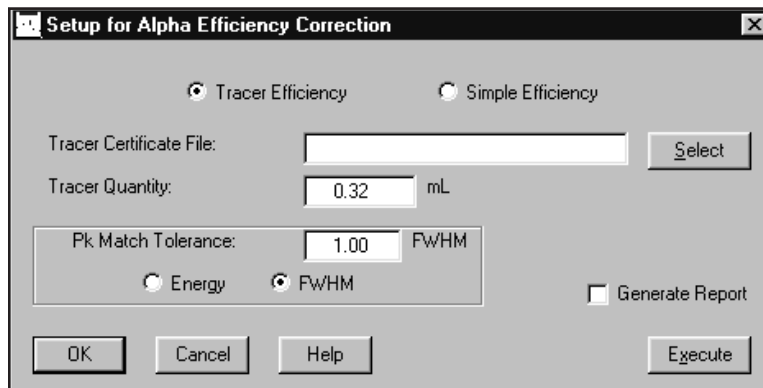 Setup for Alpha Efficiency Correction
Tracer Efficiency
Simple Efficiency
Tracer Certificate File:
Select
Tracer Quantity:
0.32
mL
Pk Match Tolerance:
1.00
FWHM
Energy
FWHM
Generate Report
OK
Cancel
Help
Execute